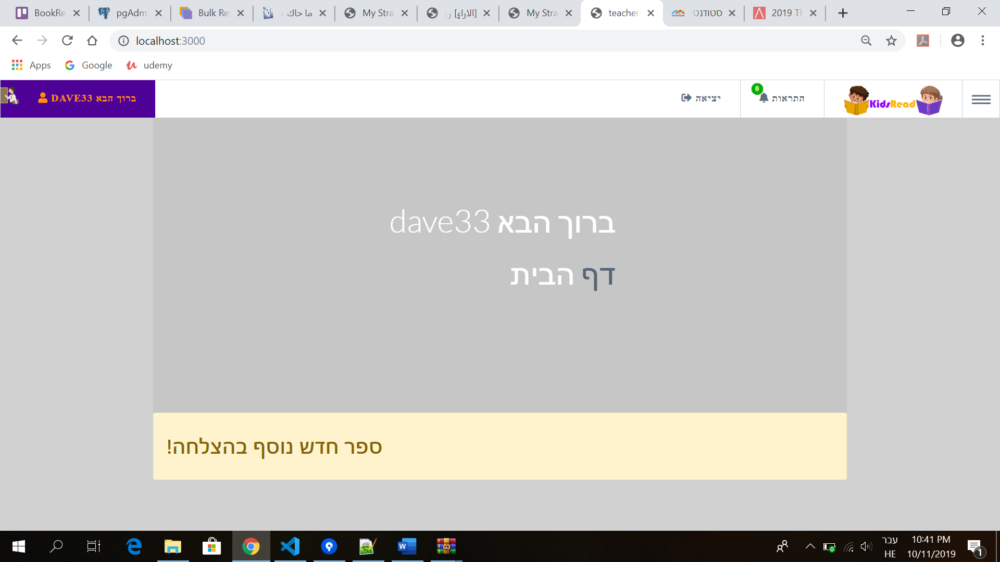 BookRe
pgAdmi
Bulk Res
ما حاك
My Stra
[الاراء]
My Stra
teacher
סטודנט
2019 Th
localhost:3000
Apps
Google
udemy
ברוך הבא DAVE33
יציאה
התראות
0
KidsRead
ברוך הבא dave33
דף הבית
ספר חדש נוסף בהצלחה!
עבר
HE
10:41 PM
10/11/2019
1